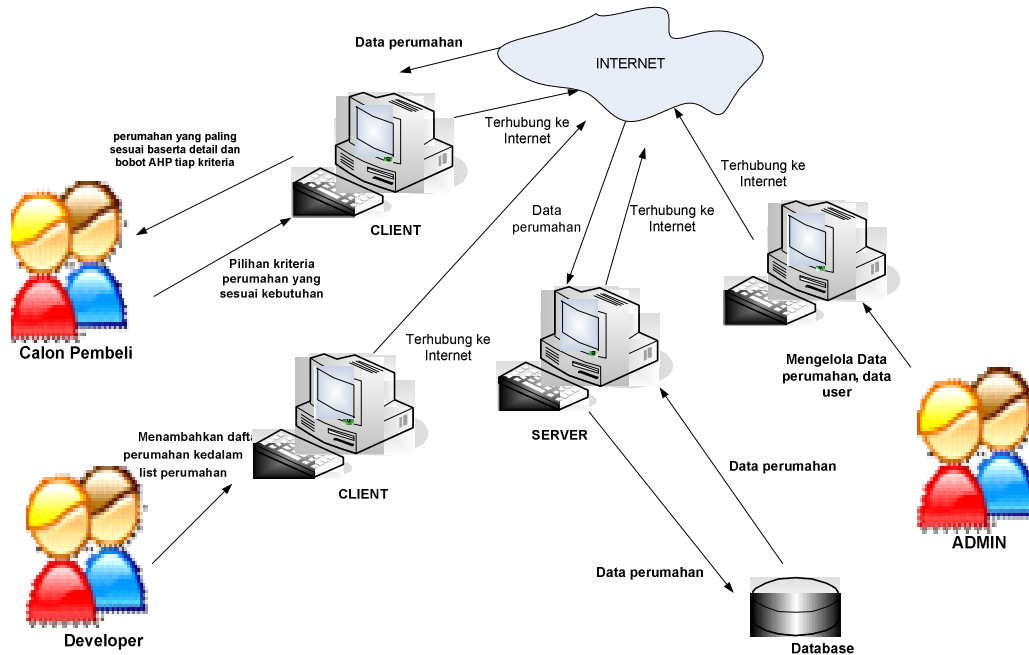 Data perumahan
INTERNET
perumahan yang paling
sesuai baserta detail dan
bobot AHP tiap kriteria
Terhubung ke
Internet
Terhubung ke
Internet
CLIENT
Data
perumahan
Terhubung ke
Internet
Pilihan kriteria
perumahan yang
sesuai kebutuhan
Calon Pembeli
Terhubung ke
Internet
Mengelola Data
perumahan, data
user
SERVER
Menambahkan dafta
perumahan kedalam
list perumahan
CLIENT
Data perumahan
ADMIN
Data perumahan
Developer
Database